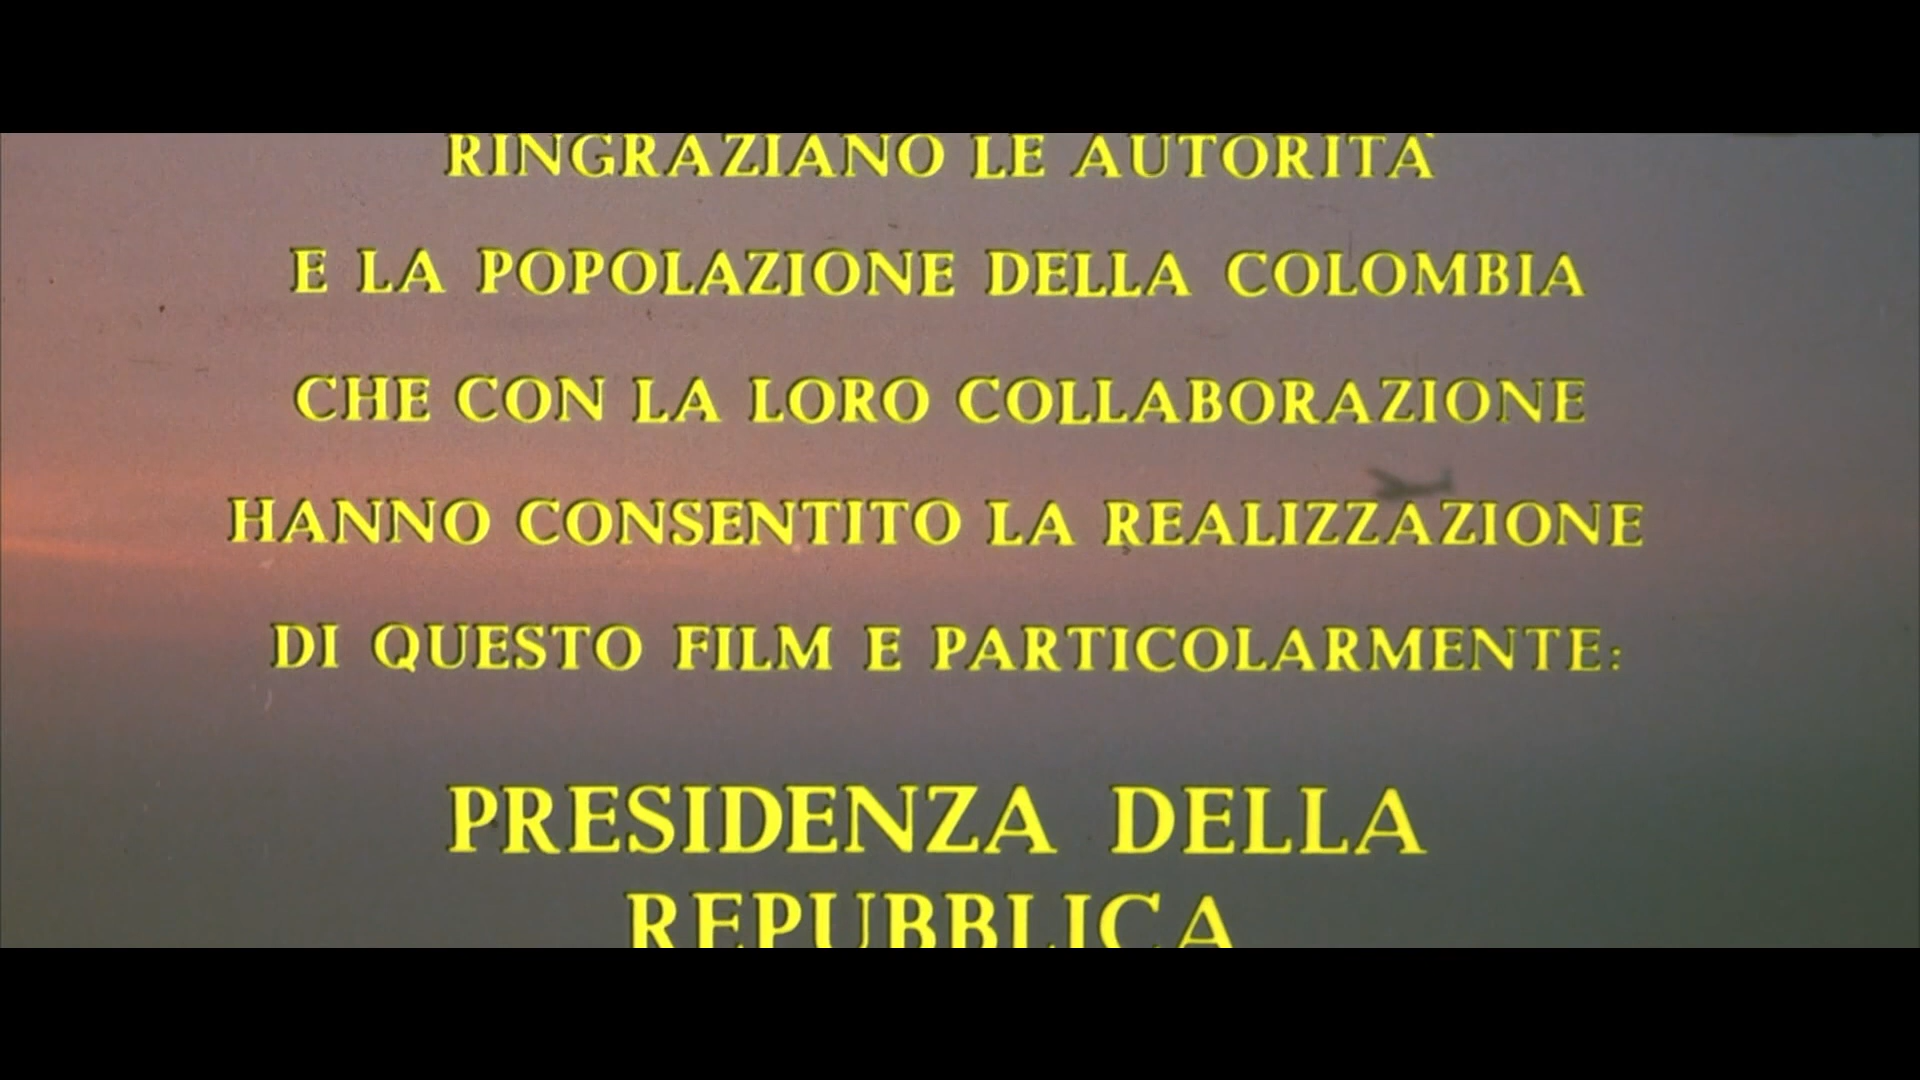 RINGRAZIANO LE AUTORITÀ
E LA POPOLAZIONE DELLA COLOMBIA
CHE CON LA LORO COLLABORAZIONE
HANNO CONSENTITO LA REALIZZAZIONE
DI QUESTO FILM E PARTICOLARMENTE:
PRESIDENZA DELLA
REPUBBLICA